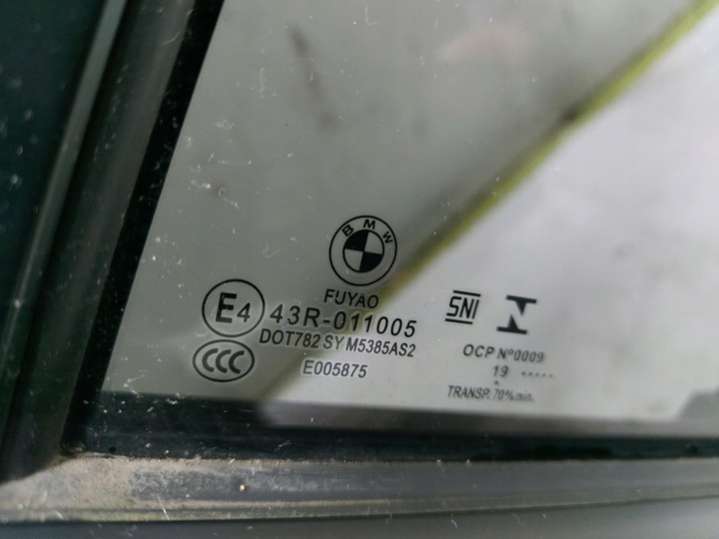 BMW
FUYAO
E4 43R-011005
DOT782 SY M5385AS2
CCC
E005875
SNI
OCP Nº0009
19 .....
TRANSP. 70% min.